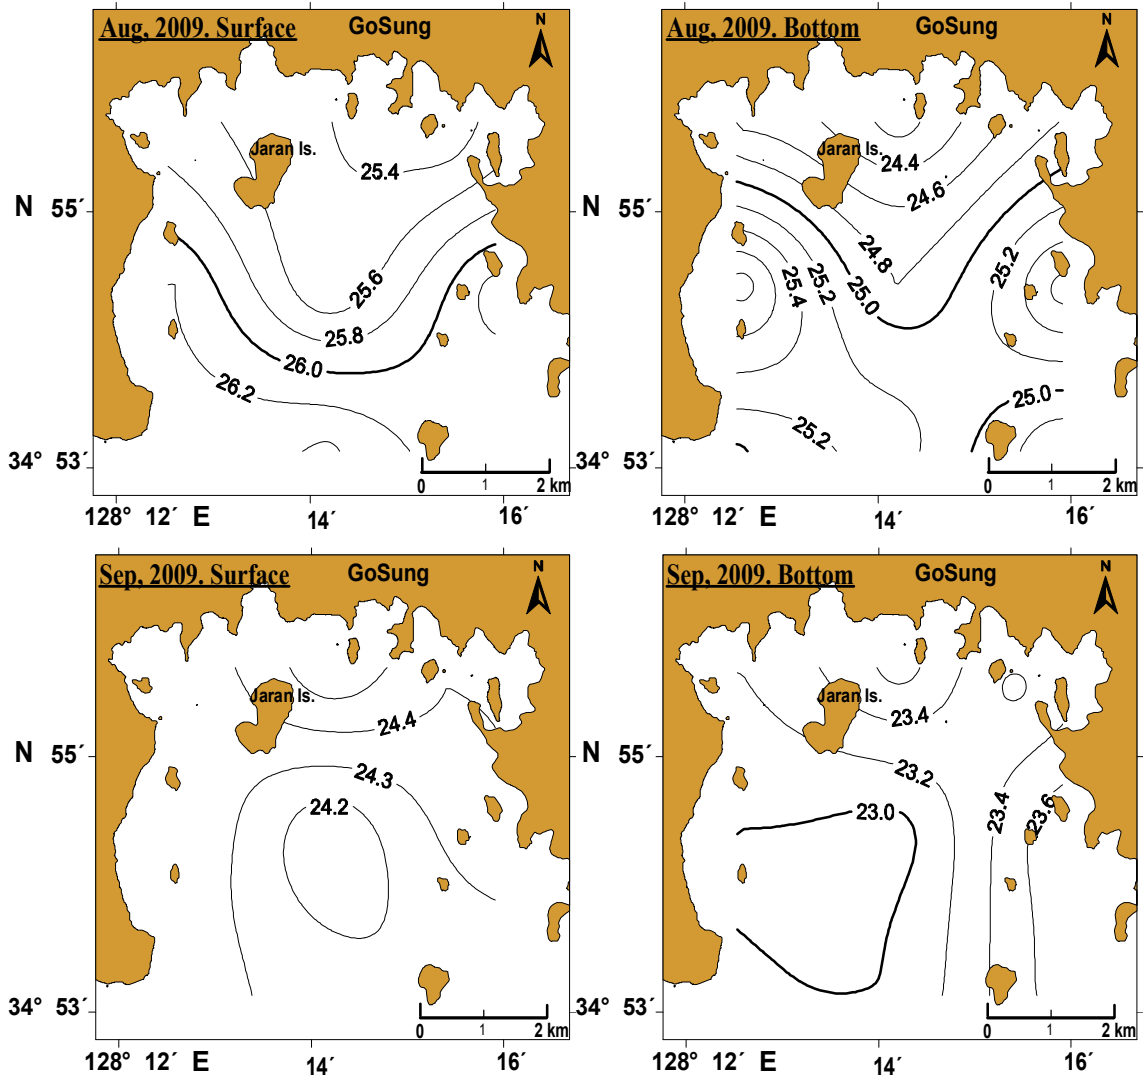 Aug, 2009. Surface
GoSung
N
Jaran Is.
25.4
25.6
25.8
26.0
26.2
N 55´
34° 53´
0 1 2 km
128° 12´ E 14´ 16´
Aug, 2009. Bottom
GoSung
N
Jaran Is.
24.4
24.6
24.8
25.0
25.2
25.4
25.2
25.0
25.2
N 55´
34° 53´
0 1 2 km
128° 12´ E 14´ 16´
Sep, 2009. Surface
GoSung
N
Jaran Is.
24.4
24.3
24.2
N 55´
34° 53´
0 1 2 km
128° 12´ E 14´ 16´
Sep, 2009. Bottom
GoSung
N
Jaran Is.
23.4
23.2
23.0
23.4
23.6
N 55´
34° 53´
0 1 2 km
128° 12´ E 14´ 16´